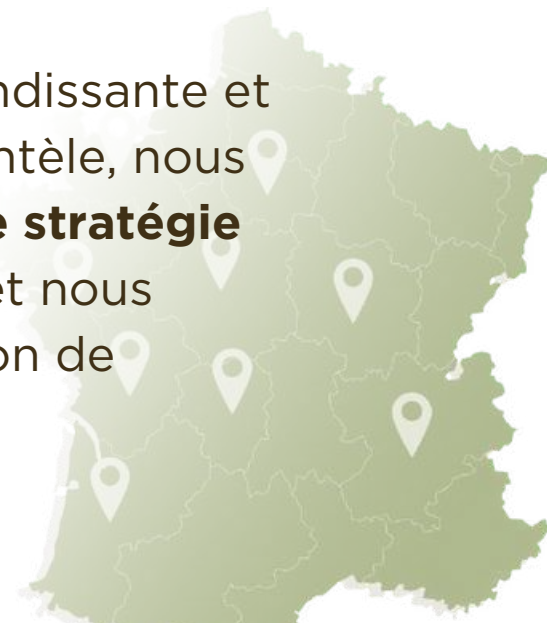 ndissante et
ntèle, nous
e stratégie
et nous
on de